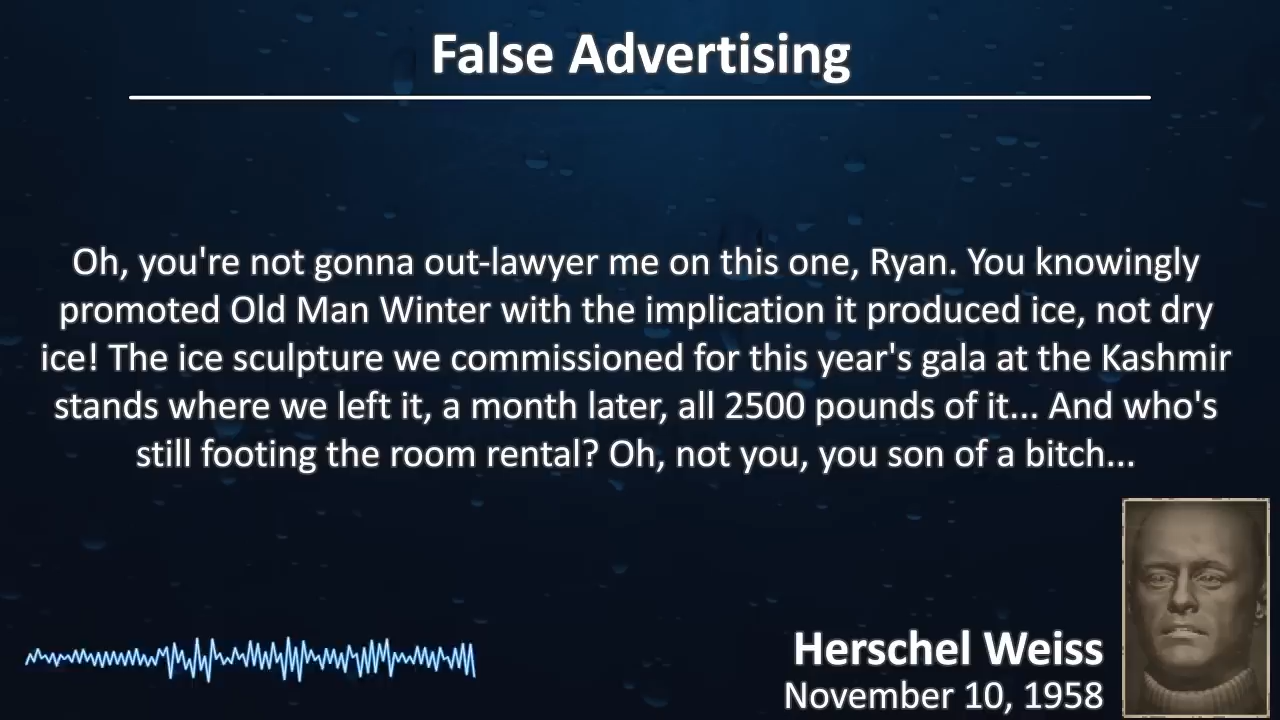 False Advertising
Oh, you're not gonna out-lawyer me on this one, Ryan. You knowingly
promoted Old Man Winter with the implication it produced ice, not dry
ice! The ice sculpture we commissioned for this year's gala at the Kashmir
stands where we left it, a month later, all 2500 pounds of it... And who's
still footing the room rental? Oh, not you, you son of a bitch...
Herschel Weiss
November 10, 1958